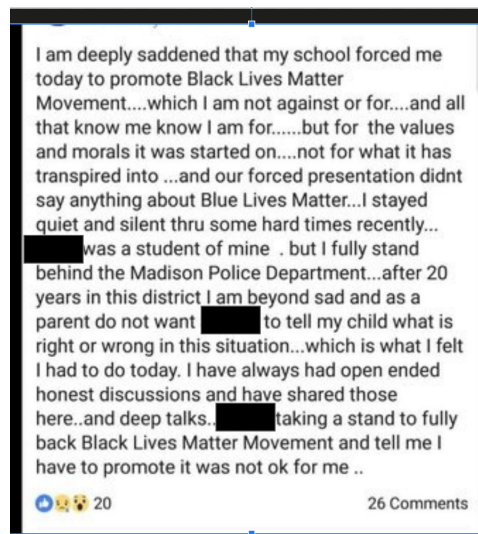 I am deeply saddened that my school forced me
today to promote Black Lives Matter
Movement....which I am not against or for....and all
that know me know I am for......but for the values
and morals it was started on....not for what it has
transpired into ...and our forced presentation didnt
say anything about Blue Lives Matter...I stayed
quiet and silent thru some hard times recently...
was a student of mine . but I fully stand
behind the Madison Police Department...after 20
years in this district I am beyond sad and as a
parent do not want to tell my child what is
right or wrong in this situation...which is what I felt
I had to do today. I have always had open ended
honest discussions and have shared those
here..and deep talks.. taking a stand to fully
back Black Lives Matter Movement and tell me I
have to promote it was not ok for me ..
20 26 Comments